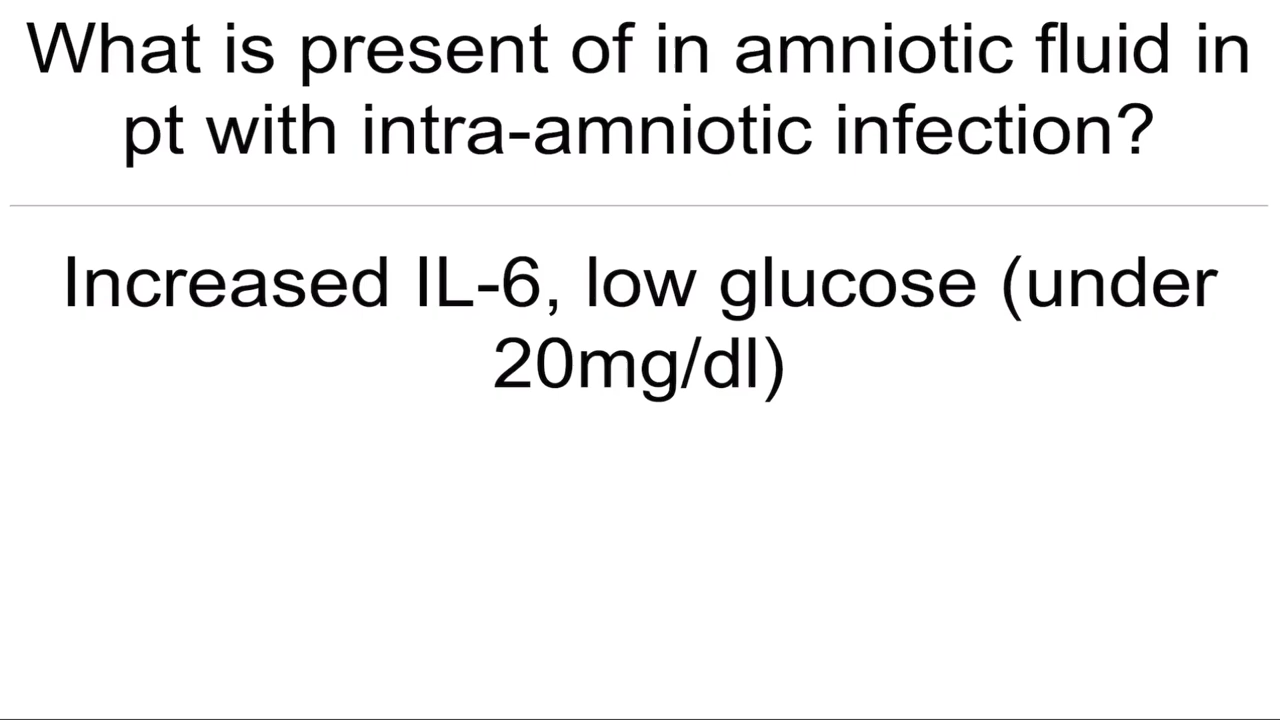 What is present of in amniotic fluid in
pt with intra-amniotic infection?
Increased IL-6, low glucose (under
20mg/dl)